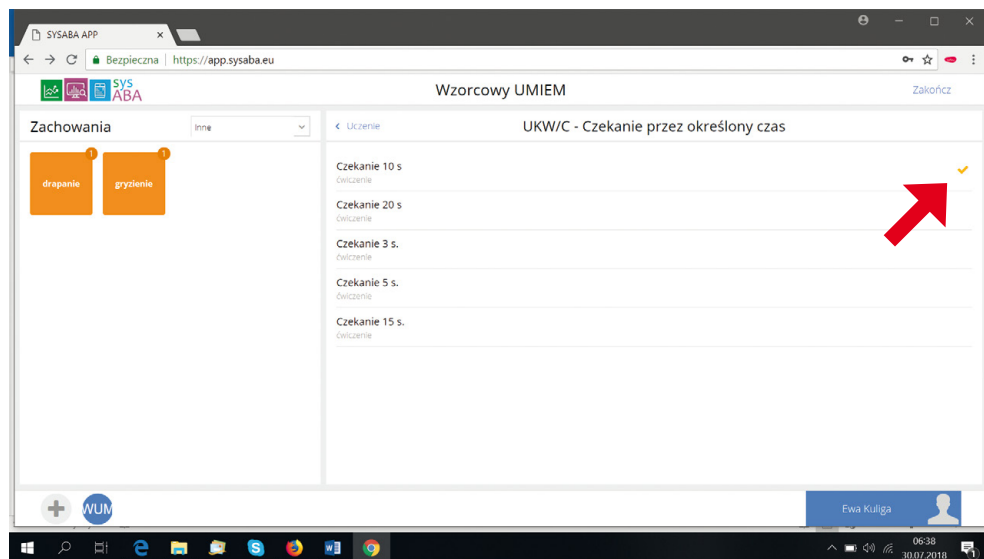 SYSABA APP
Bezpieczna https://app.sysaba.eu
SYS
ABA
Wzorcowy UMIEM
Zakończ
Zachowania
Inne
Uczenie
UKW/C - Czekanie przez określony czas
1
1
drapanie
gryzienie
Czekanie 10 s
ćwiczenie
Czekanie 20 s
ćwiczenie
Czekanie 3 s.
ćwiczenie
Czekanie 5 s.
ćwiczenie
Czekanie 15 s.
ćwiczenie
WUM
Ewa Kuliga
06:38
30.07.2018